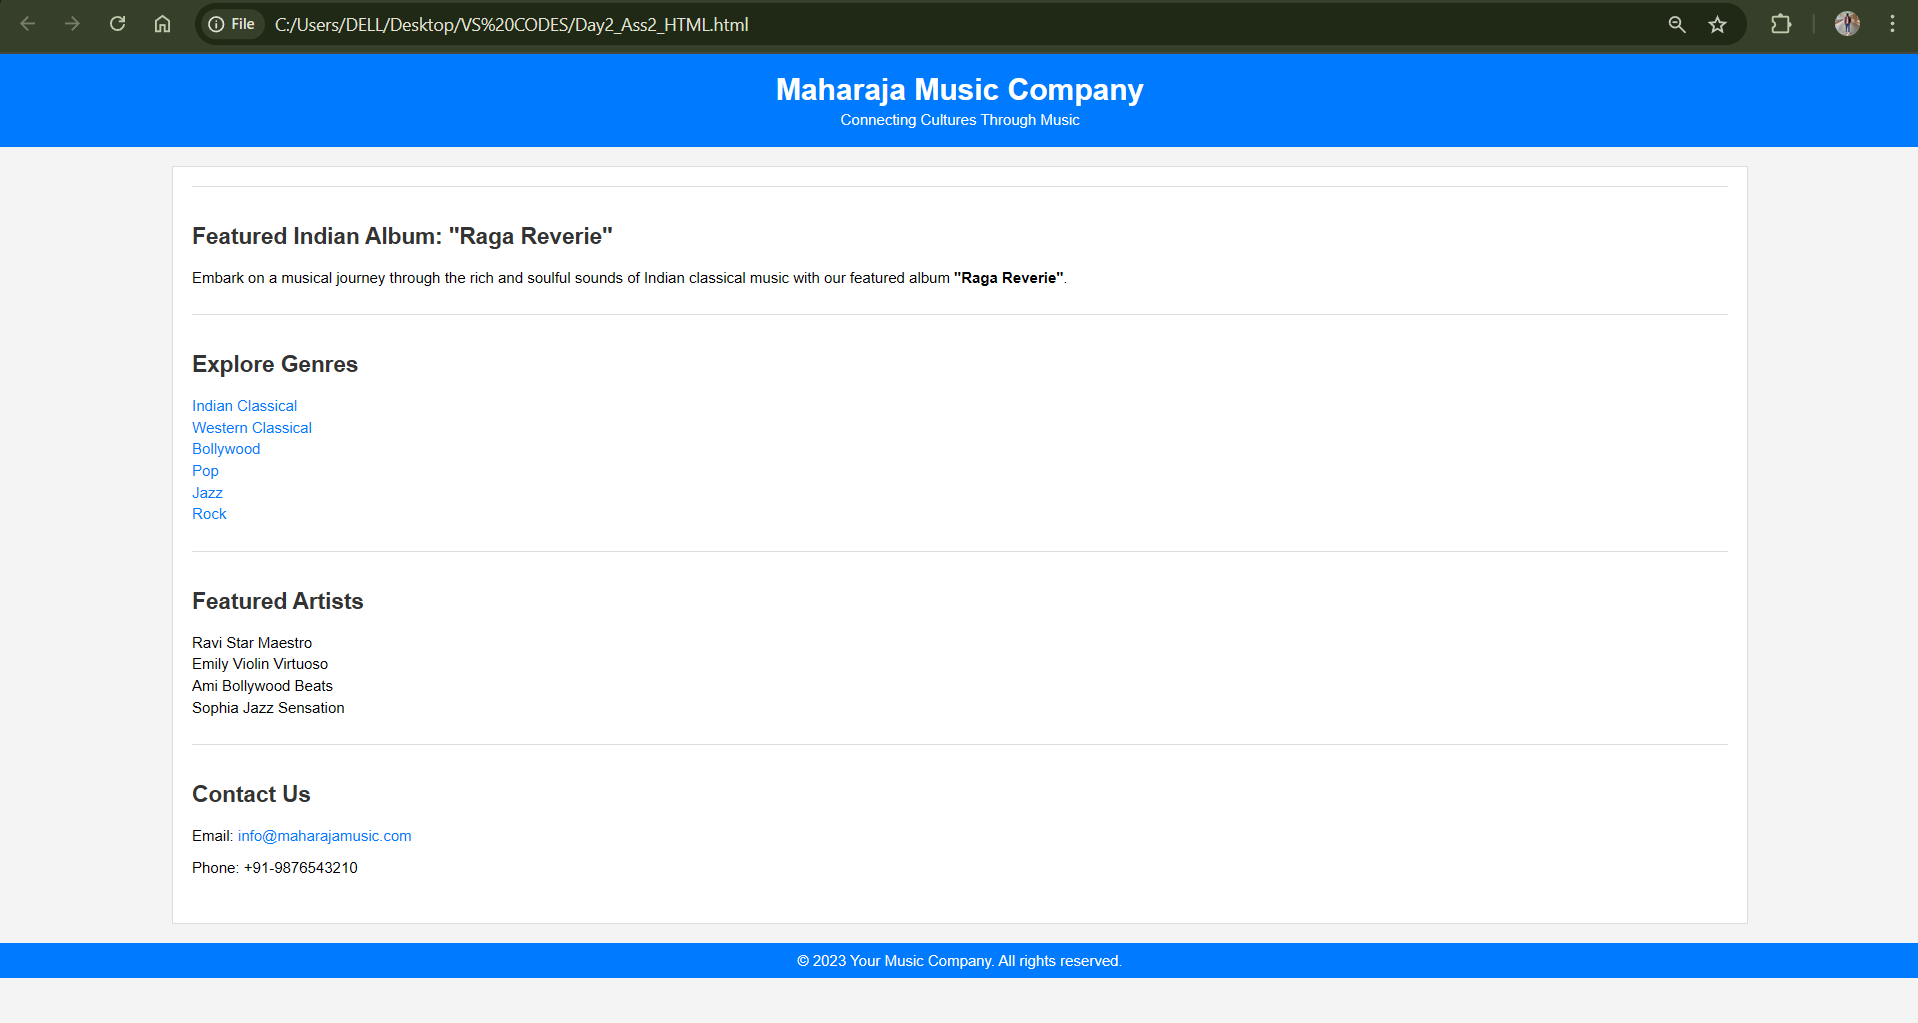 File C:/Users/DELL/Desktop/VS%20CODES/Day2_Ass2_HTML.html
Maharaja Music Company
Connecting Cultures Through Music
Featured Indian Album: "Raga Reverie"
Embark on a musical journey through the rich and soulful sounds of Indian classical music with our featured album "Raga Reverie".
Explore Genres
Indian Classical
Western Classical
Bollywood
Pop
Jazz
Rock
Featured Artists
Ravi Star Maestro
Emily Violin Virtuoso
Ami Bollywood Beats
Sophia Jazz Sensation
Contact Us
Email: info@maharajamusic.com
Phone: +91-9876543210
© 2023 Your Music Company. All rights reserved.